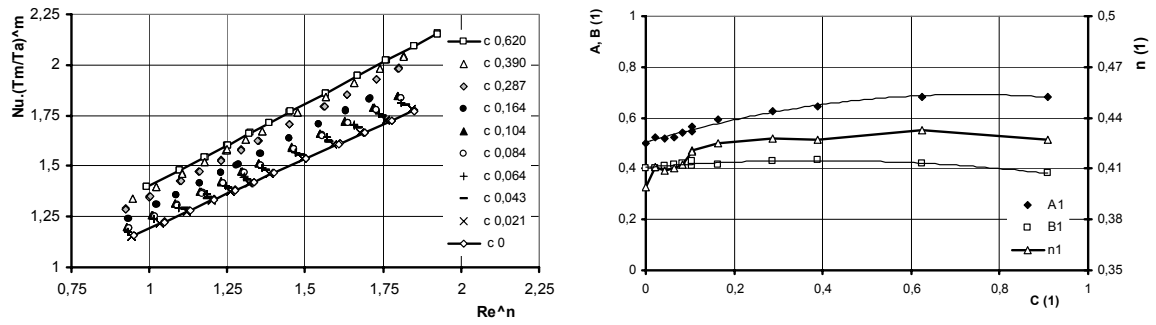 Nu.(Tm/Ta)^m
2,25
2
1,75
1,5
1,25
1
0,75
1
1,25
1,5
1,75
2
2,25
Re^n
c 0,620
c 0,390
c 0,287
c 0,164
c 0,104
c 0,084
c 0,064
c 0,043
c 0,021
c 0
A, B (1)
1
0,8
0,6
0,4
0,2
0
0
0,2
0,4
0,6
0,8
1
C (1)
0,5
0,47
0,44
0,41
0,38
0,35
n (1)
A1
B1
n1